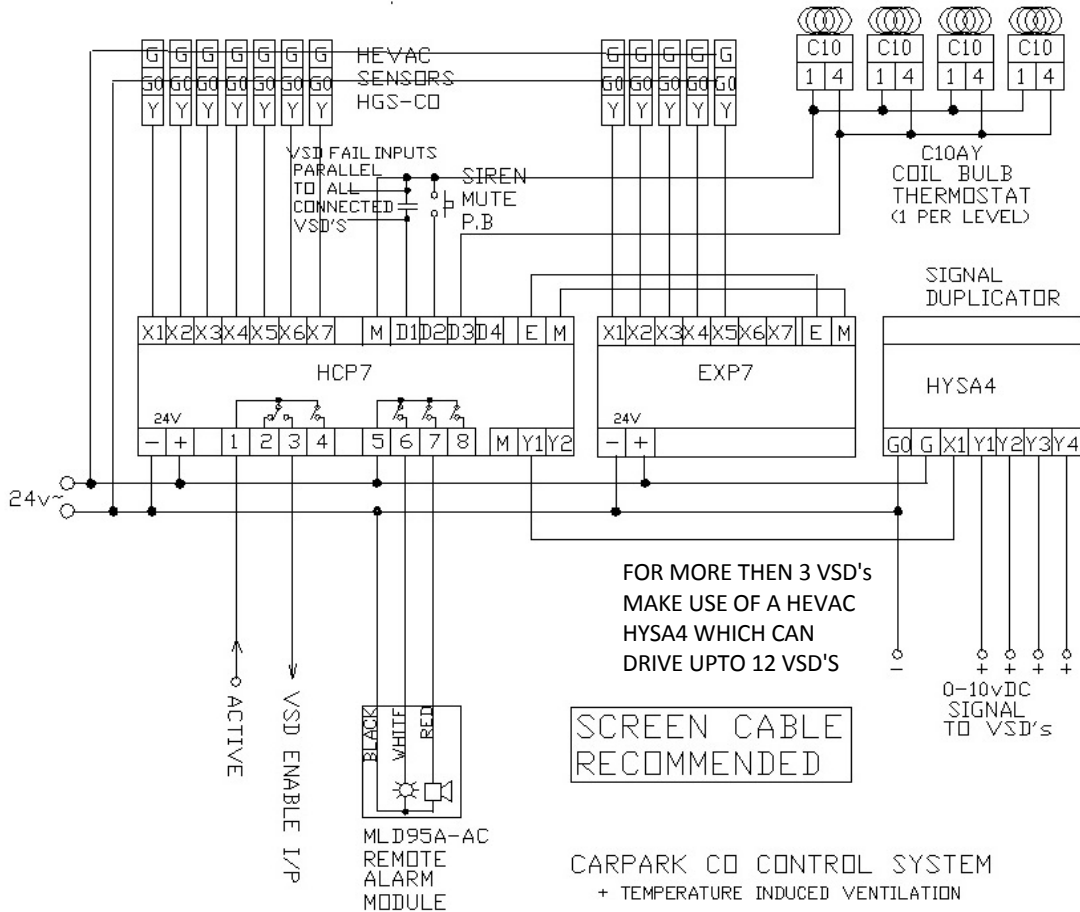 G G G G G G G
G0 G0 G0 G0 G0 G0 G0
Y Y Y Y Y Y Y
HEVAC
SENSORS
HGS-CO
G G G G G
G0 G0 G0 G0 G0
Y Y Y Y Y
C10 C10 C10 C10
1 4 1 4 1 4 1 4
C10AY
COIL BULB
THERMOSTAT
(1 PER LEVEL)
VSD FAIL INPUTS
PARALLEL
TO ALL
CONNECTED
VSD'S
SIREN
MUTE
P.B
SIGNAL
DUPLICATOR
X1 X2 X3 X4 X5 X6 X7 M D1 D2 D3 D4 E M
HCP7
24V
- + 1 2 3 4 5 6 7 8 M Y1 Y2
X1 X2 X3 X4 X5 X6 X7 E M
EXP7
24V
- +
HYSA4
G0 G X1 Y1 Y2 Y3 Y4
24v~
FOR MORE THEN 3 VSD's
MAKE USE OF A HEVAC
HYSA4 WHICH CAN
DRIVE UPTO 12 VSD'S
- + + + +
0-10vDC
SIGNAL
TO VSD's
ACTIVE
VSD ENABLE I/P
BLACK
WHITE
RED
MLD95A-AC
REMOTE
ALARM
MODULE
SCREEN CABLE
RECOMMENDED
CARPARK CO CONTROL SYSTEM
+ TEMPERATURE INDUCED VENTILATION